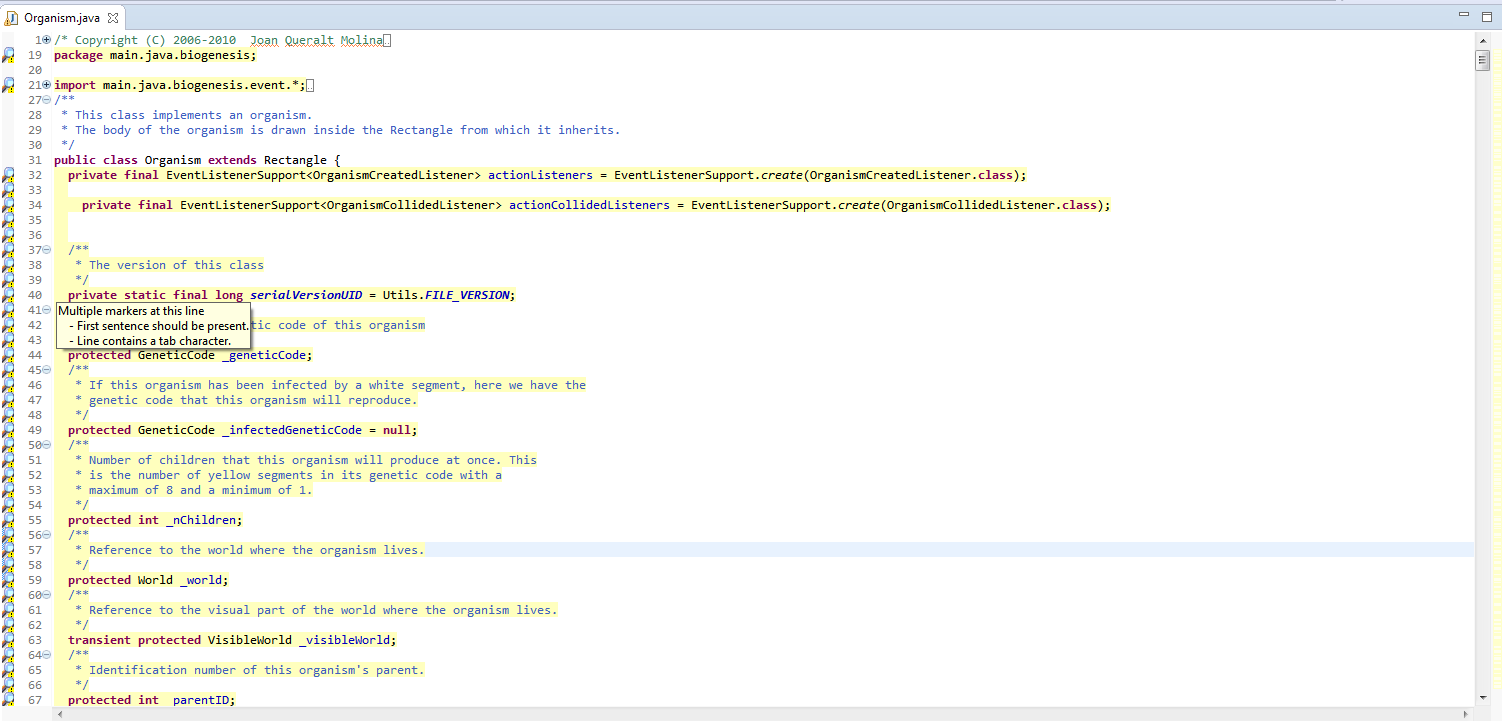 Organism.java
1 /* Copyright (C) 2006-2010  Joan Queralt Molina
19 package main.java.biogenesis;
20
21 import main.java.biogenesis.event.*;
27 /**
28  * This class implements an organism.
29  * The body of the organism is drawn inside the Rectangle from which it inherits.
30  */
31 public class Organism extends Rectangle {
32   private final EventListenerSupport<OrganismCreatedListener> actionListeners = EventListenerSupport.create(OrganismCreatedListener.class);
33
34     private final EventListenerSupport<OrganismCollidedListener> actionCollidedListeners = EventListenerSupport.create(OrganismCollidedListener.class);
35
36
37   /**
38    * The version of this class
39    */
40   private static final long serialVersionUID = Utils.FILE_VERSION;
41
Multiple markers at this line
- First sentence should be present.
- Line contains a tab character.
42 tic code of this organism
43
44   protected GeneticCode _geneticCode;
45   /**
46    * If this organism has been infected by a white segment, here we have the
47    * genetic code that this organism will reproduce.
48    */
49   protected GeneticCode _infectedGeneticCode = null;
50   /**
51    * Number of children that this organism will produce at once. This
52    * is the number of yellow segments in its genetic code with a
53    * maximum of 8 and a minimum of 1.
54    */
55   protected int _nChildren;
56   /**
57    * Reference to the world where the organism lives.
58    */
59   protected World _world;
60   /**
61    * Reference to the visual part of the world where the organism lives.
62    */
63   transient protected VisibleWorld _visibleWorld;
64   /**
65    * Identification number of this organism's parent.
66    */
67   protected int  parentID;